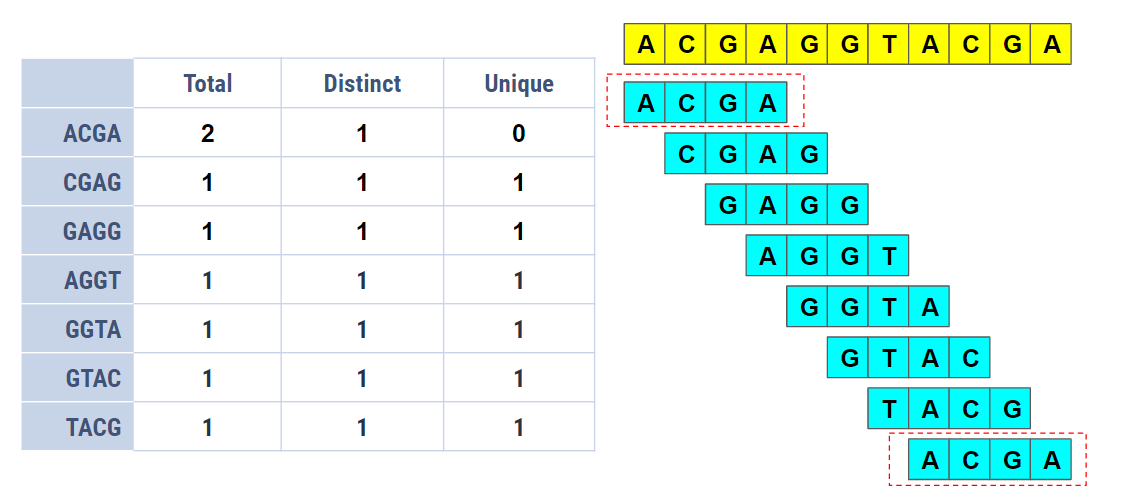 Total Distinct Unique
ACGA 2 1 0
CGAG 1 1 1
GAGG 1 1 1
AGGT 1 1 1
GGTA 1 1 1
GTAC 1 1 1
TACG 1 1 1
A C G A G G T A C G A
A C G A
C G A G
G A G G
A G G T
G G T A
G T A C
T A C G
A C G A